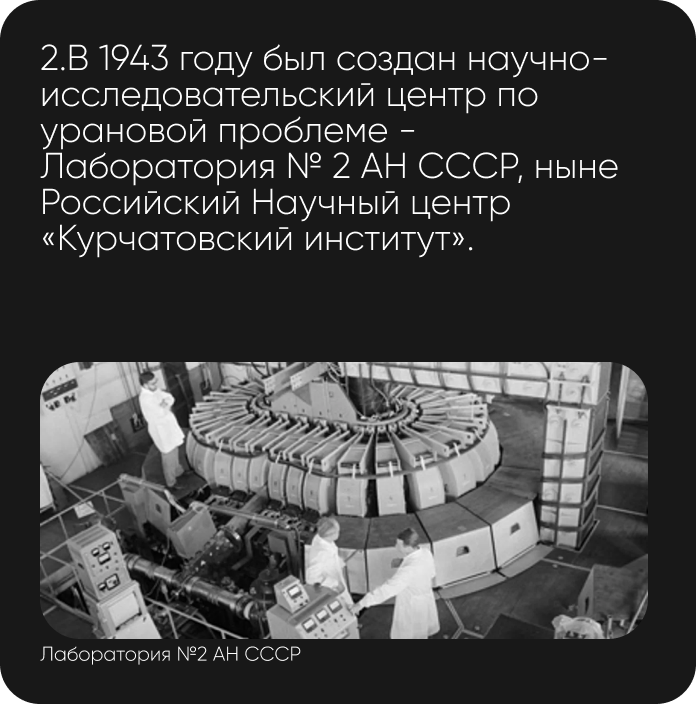 2.В 1943 году был создан научно-
исследовательский центр по
урановой проблеме -
Лаборатория № 2 АН СССР, ныне
Российский Научный центр
«Курчатовский институт».
Лаборатория №2 АН СССР